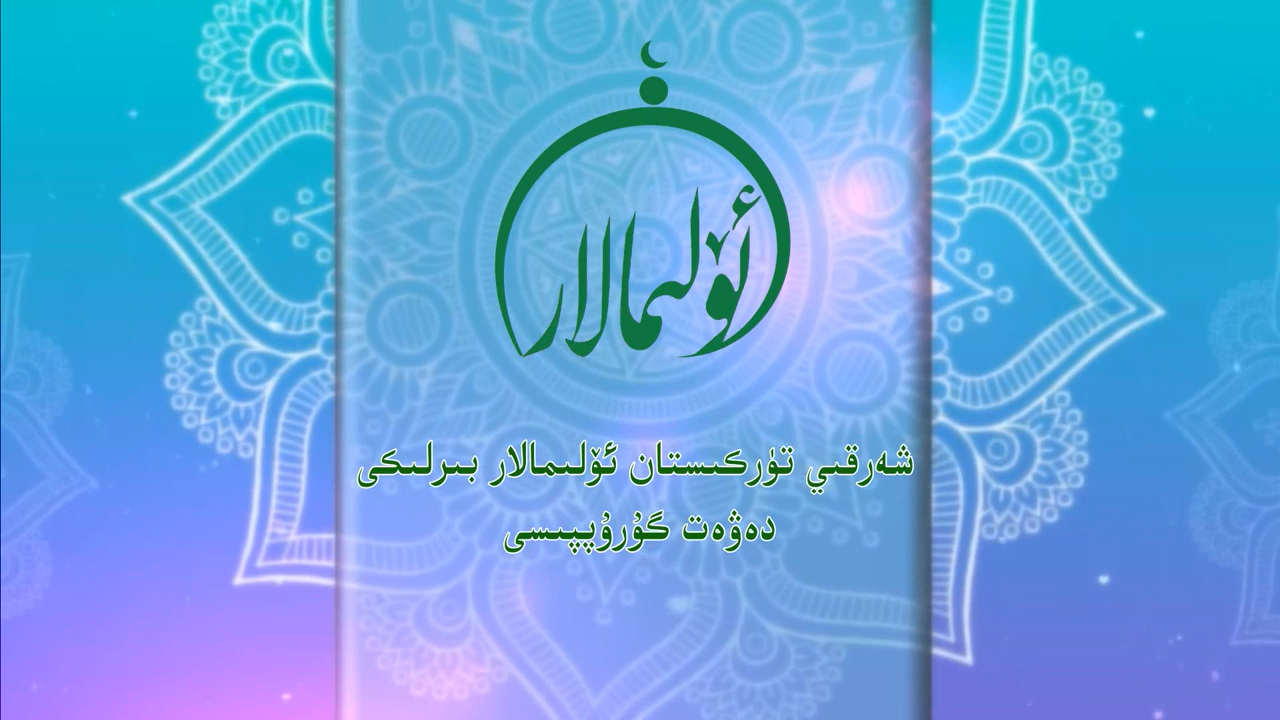 ئۆلىمالار
شەرقىي تۈركىستان ئۆلىمالار بىرلىكى
دەۋەت گۇرۇپپىسى